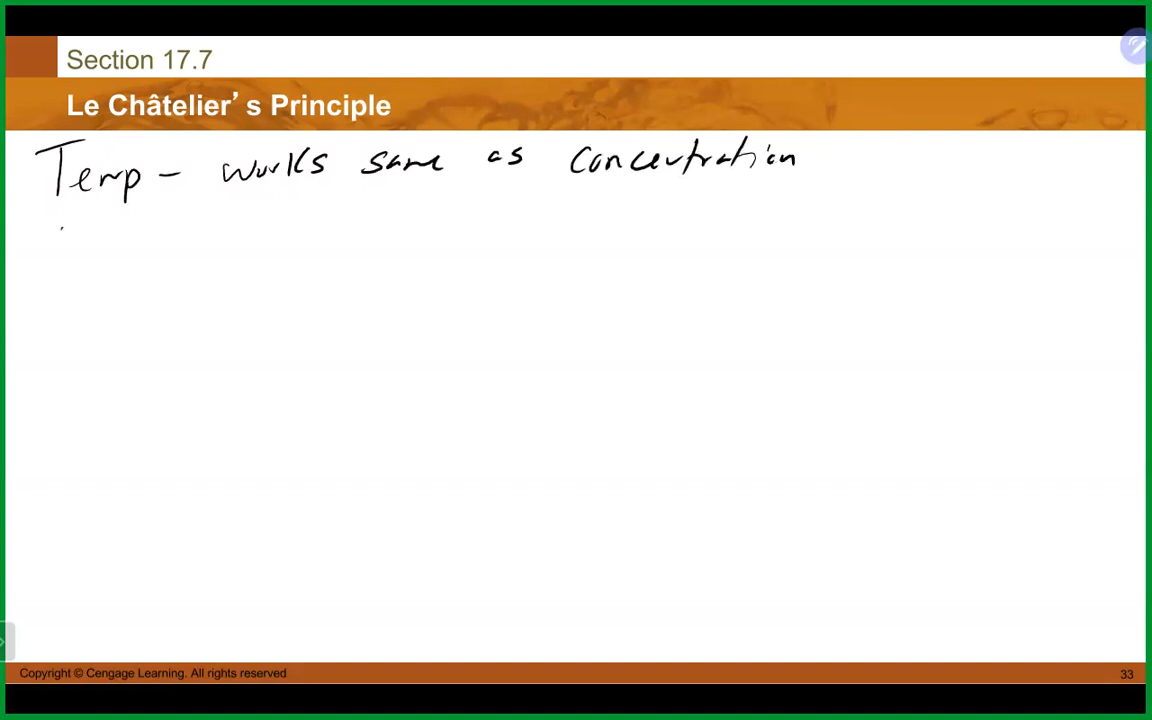 Section 17.7
Le Châtelier’s Principle
Temp - works same as concentration
Copyright © Cengage Learning. All rights reserved
33